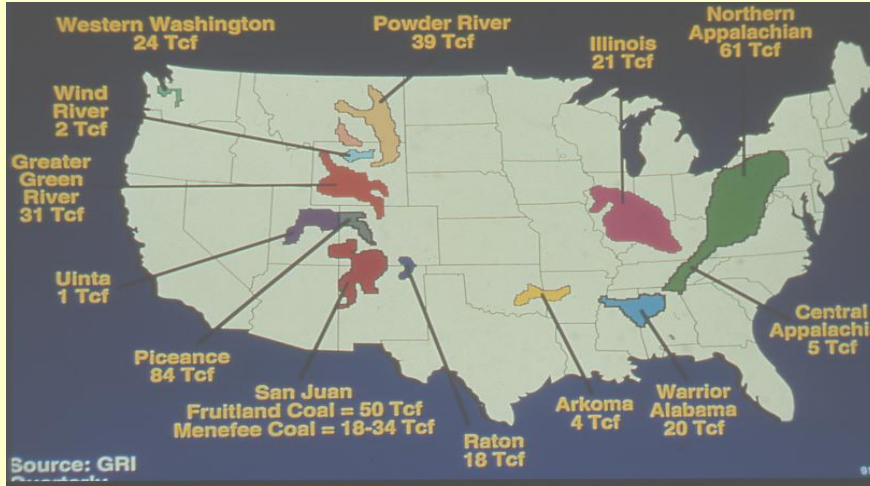 Western Washington
24 Tcf
Powder River
39 Tcf
Illinois
21 Tcf
Northern
Appalachian
61 Tcf
Wind
River
2 Tcf
Greater
Green
River
31 Tcf
Uinta
1 Tcf
Piceance
84 Tcf
San Juan
Fruitland Coal = 50 Tcf
Menefee Coal = 18-34 Tcf
Raton
18 Tcf
Arkoma
4 Tcf
Warrior
Alabama
20 Tcf
Central
Appalachi
5 Tcf
Source: GRI